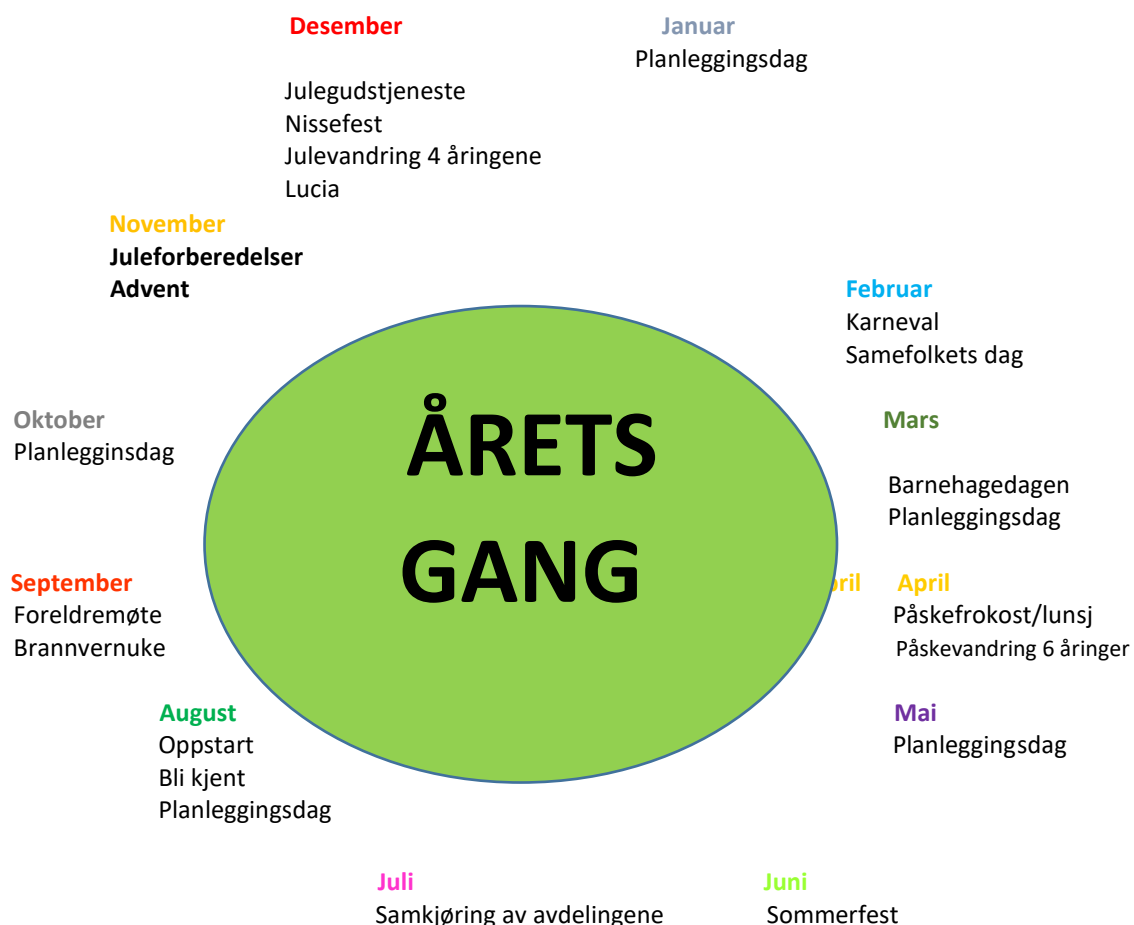 Desember
Julegudstjeneste
Nissefest
Julevandring 4 åringene
Lucia
Januar
Planleggingsdag
November
Juleforberedelser
Advent
Februar
Karneval
Samefolkets dag
Oktober
Planlegginsdag
ÅRETS
GANG
Mars
Barnehagedagen
Planleggingsdag
September
Foreldremøte
Brannvernuke
April
Påskefrokost/lunsj
Påskevandring 6 åringer
August
Oppstart
Bli kjent
Planleggingsdag
Mai
Planleggingsdag
Juli
Samkjøring av avdelingene
Juni
Sommerfest